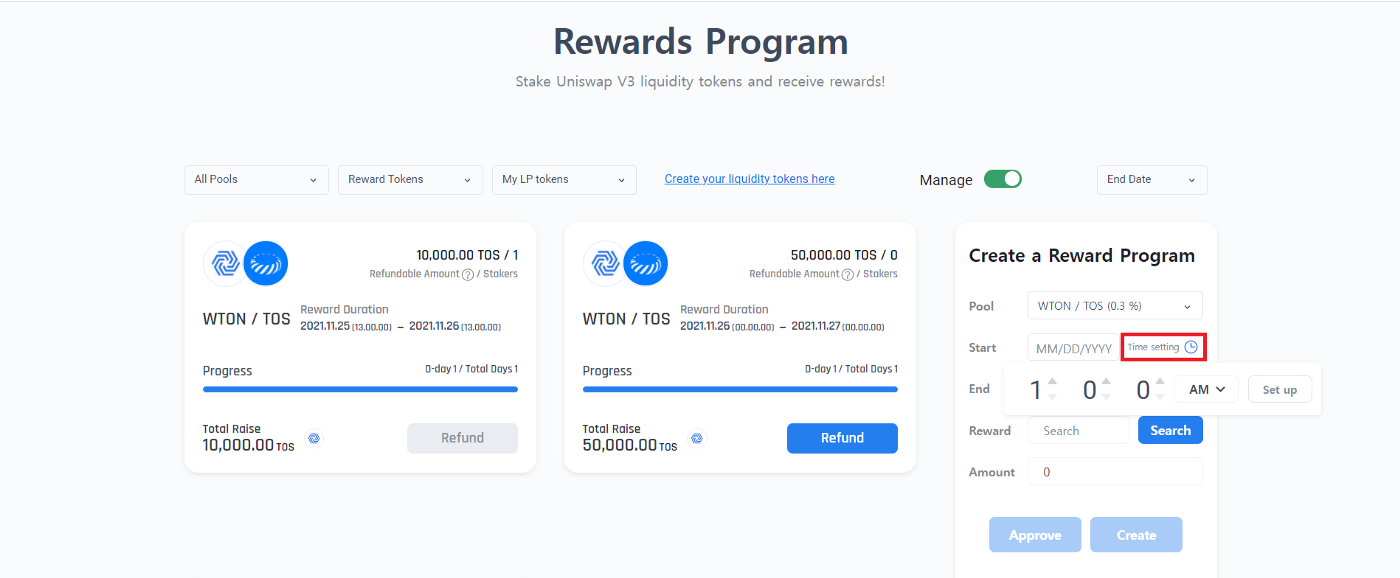 Rewards Program
Stake Uniswap V3 liquidity tokens and receive rewards!
All Pools
Reward Tokens
My LP tokens
Create your liquidity tokens here
Manage
End Date
10,000.00 TOS / 1
Refundable Amount ? / Stakers
WTON / TOS
Reward Duration
2021.11.25 (13.00.00) – 2021.11.26 (13.00.00)
Progress
D-day 1 / Total Days 1
Total Raise
10,000.00 TOS
Refund
50,000.00 TOS / 0
Refundable Amount ? / Stakers
WTON / TOS
Reward Duration
2021.11.26 (00.00.00) – 2021.11.27 (00.00.00)
Progress
D-day 1 / Total Days 1
Total Raise
50,000.00 TOS
Refund
Create a Reward Program
Pool
WTON / TOS (0.3 %)
Start
MM/DD/YYYY
Time setting
End
1 0 0 AM
Set up
Reward
Search
Search
Amount
0
Approve
Create